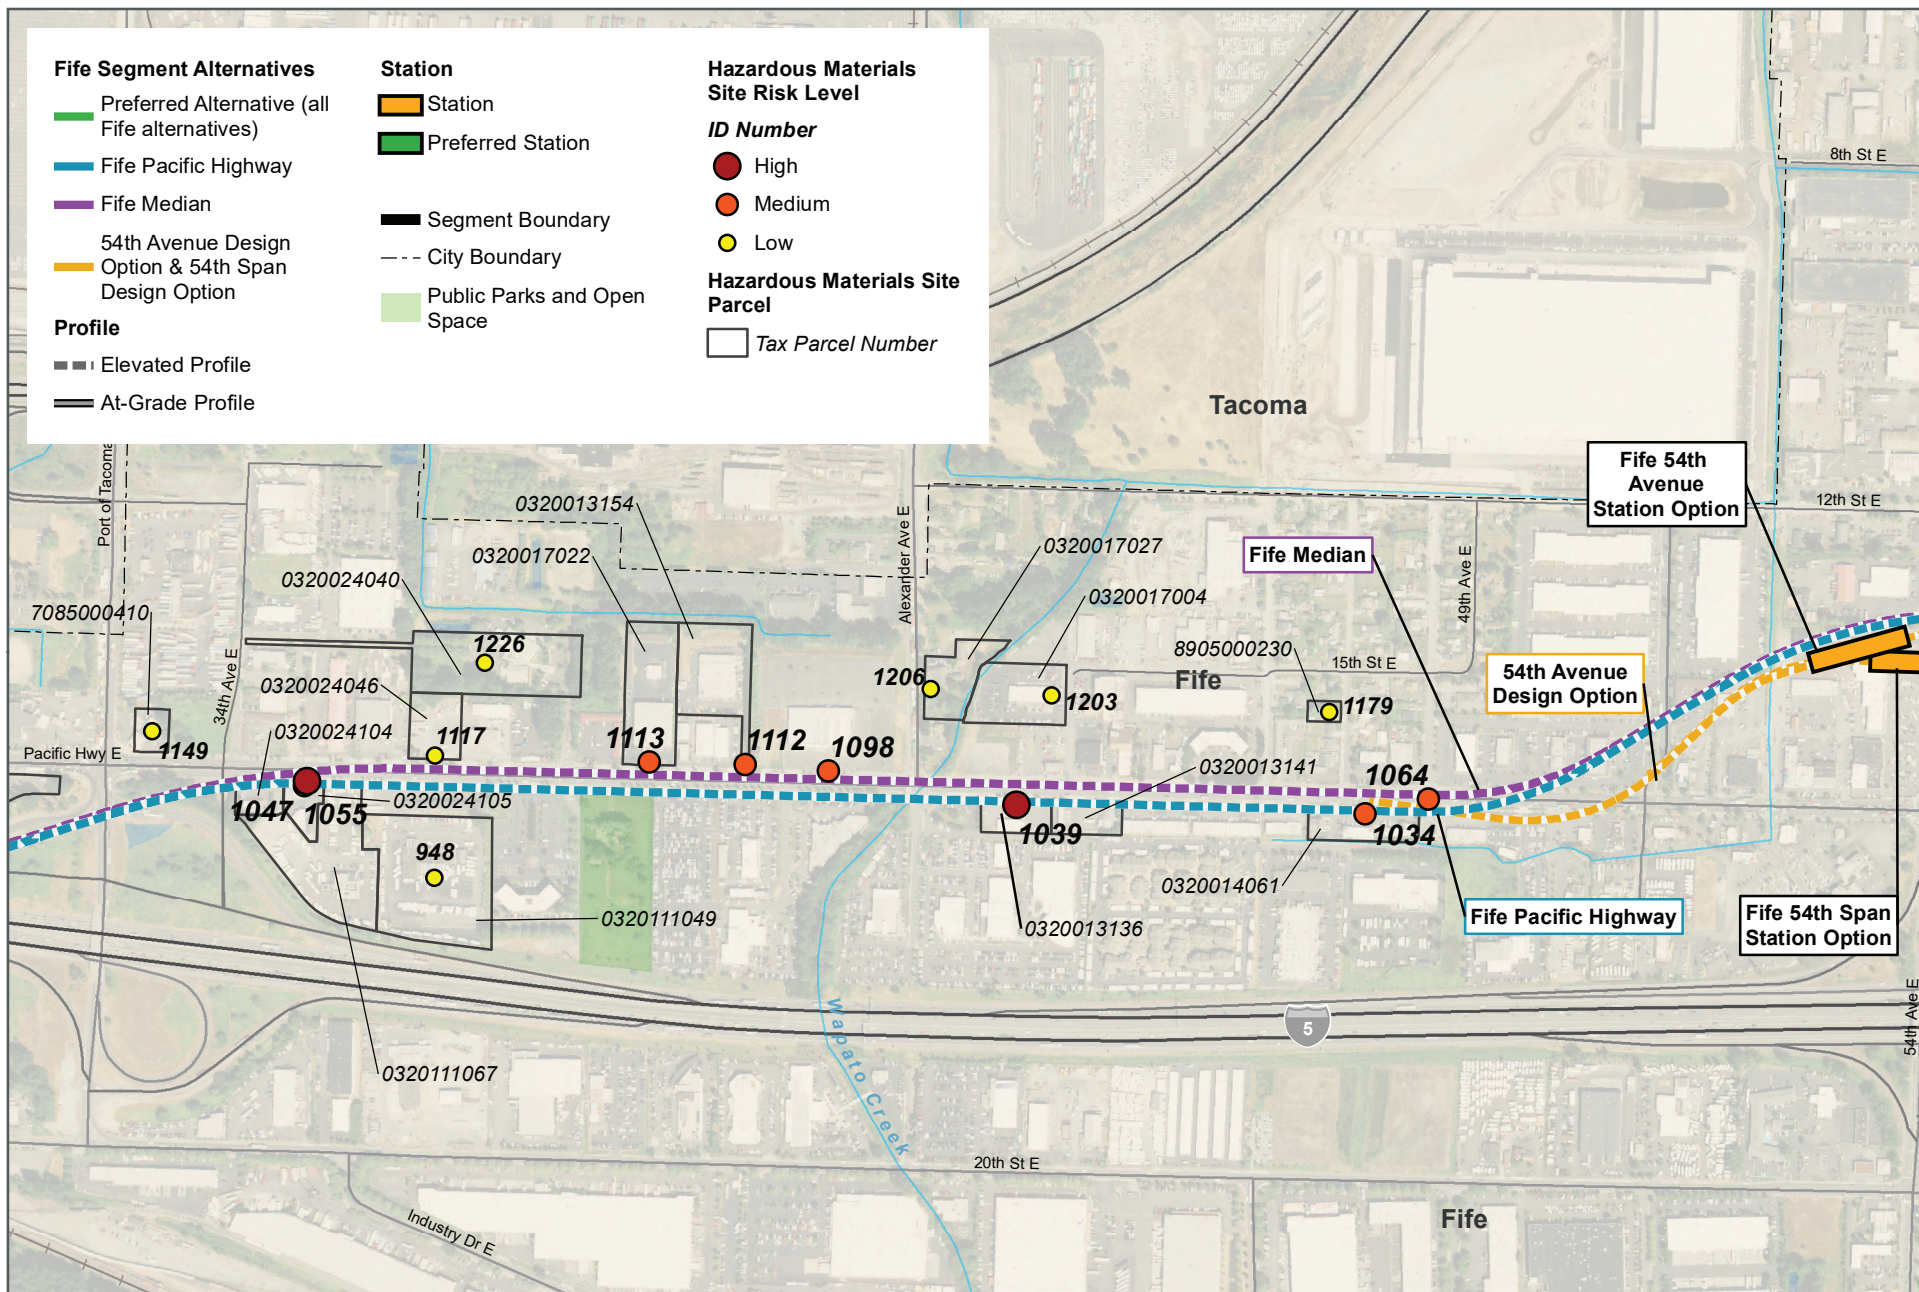 Fife Segment Alternatives
Preferred Alternative (all
Fife alternatives)
Fife Pacific Highway
Fife Median
54th Avenue Design
Option & 54th Span
Design Option
Profile
Elevated Profile
At-Grade Profile
Station
Station
Preferred Station
Segment Boundary
City Boundary
Public Parks and Open
Space
Hazardous Materials
Site Risk Level
ID Number
High
Medium
Low
Hazardous Materials Site
Parcel
Tax Parcel Number
8th St E
Tacoma
Fife 54th
Avenue
Station Option
12th St E
Port of Tacoma
0320013154
Alexander Ave E
0320017022
0320017027
Fife Median
49th Ave E
0320024040
0320017004
7085000410
34th Ave E
1226
8905000230
15th St E
1206
Fife
54th Avenue
Design Option
0320024046
1203
1179
0320024104
1149
1117
1113
1112
1098
Pacific Hwy E
0320013141
1064
1047
1055
0320024105
1039
1034
948
0320014061
0320111049
0320013136
Fife Pacific Highway
Fife 54th Span
Station Option
5
54th Ave E
Wapato Creek
0320111067
20th St E
Industry Dr E
Fife